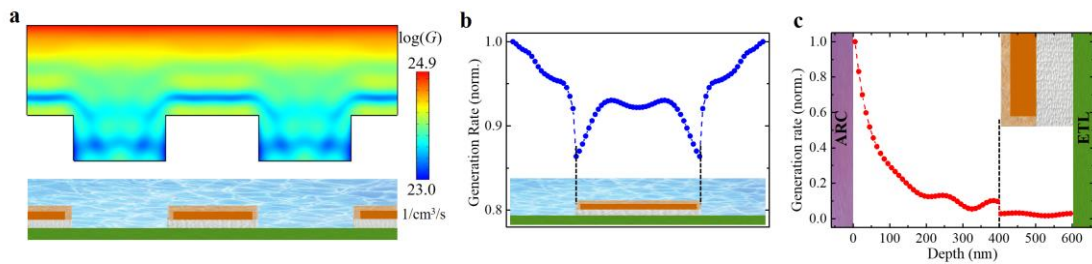 a
log(G)
24.9
23.0
1/cm³/s
b
Generation Rate (norm.)
1.0
0.9
0.8
c
Generation rate (norm.)
1.0
0.8
0.6
0.4
0.2
0.0
ARC
ETL
0 100 200 300 400 500 600
Depth (nm)